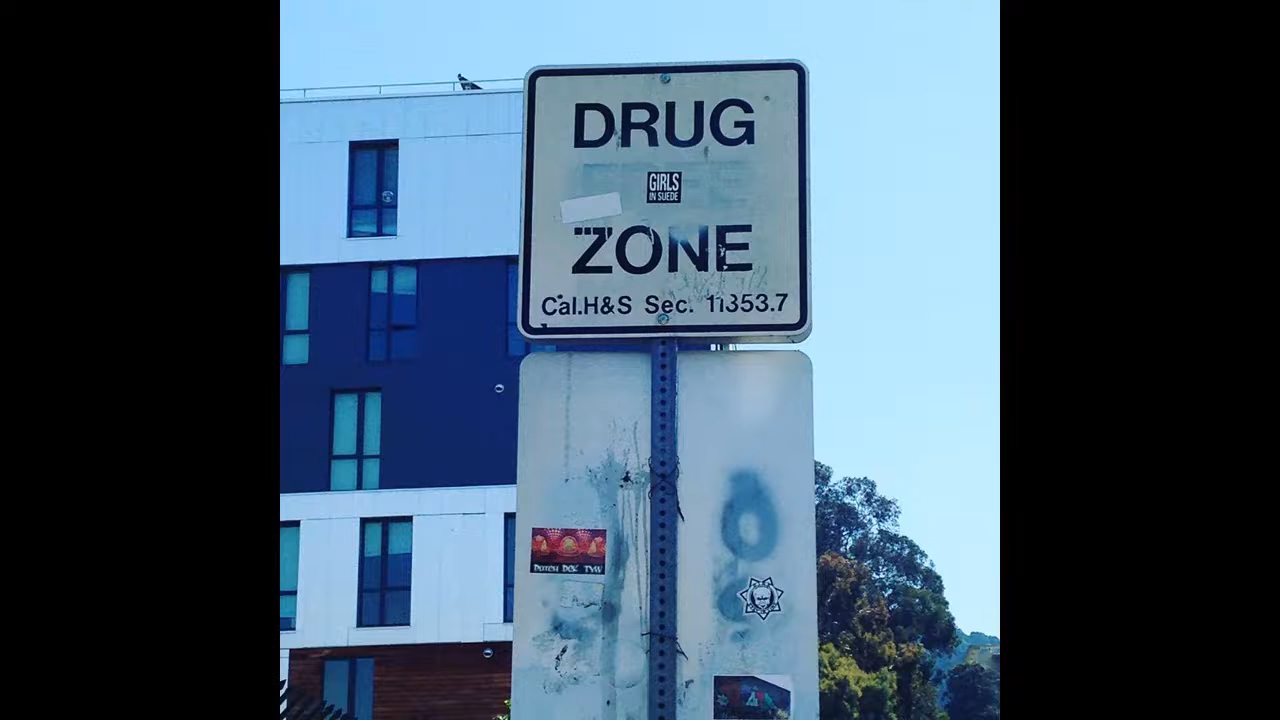 DRUG
GIRLS
IN SUEDE
ZONE
Cal.H&S Sec. 11353.7